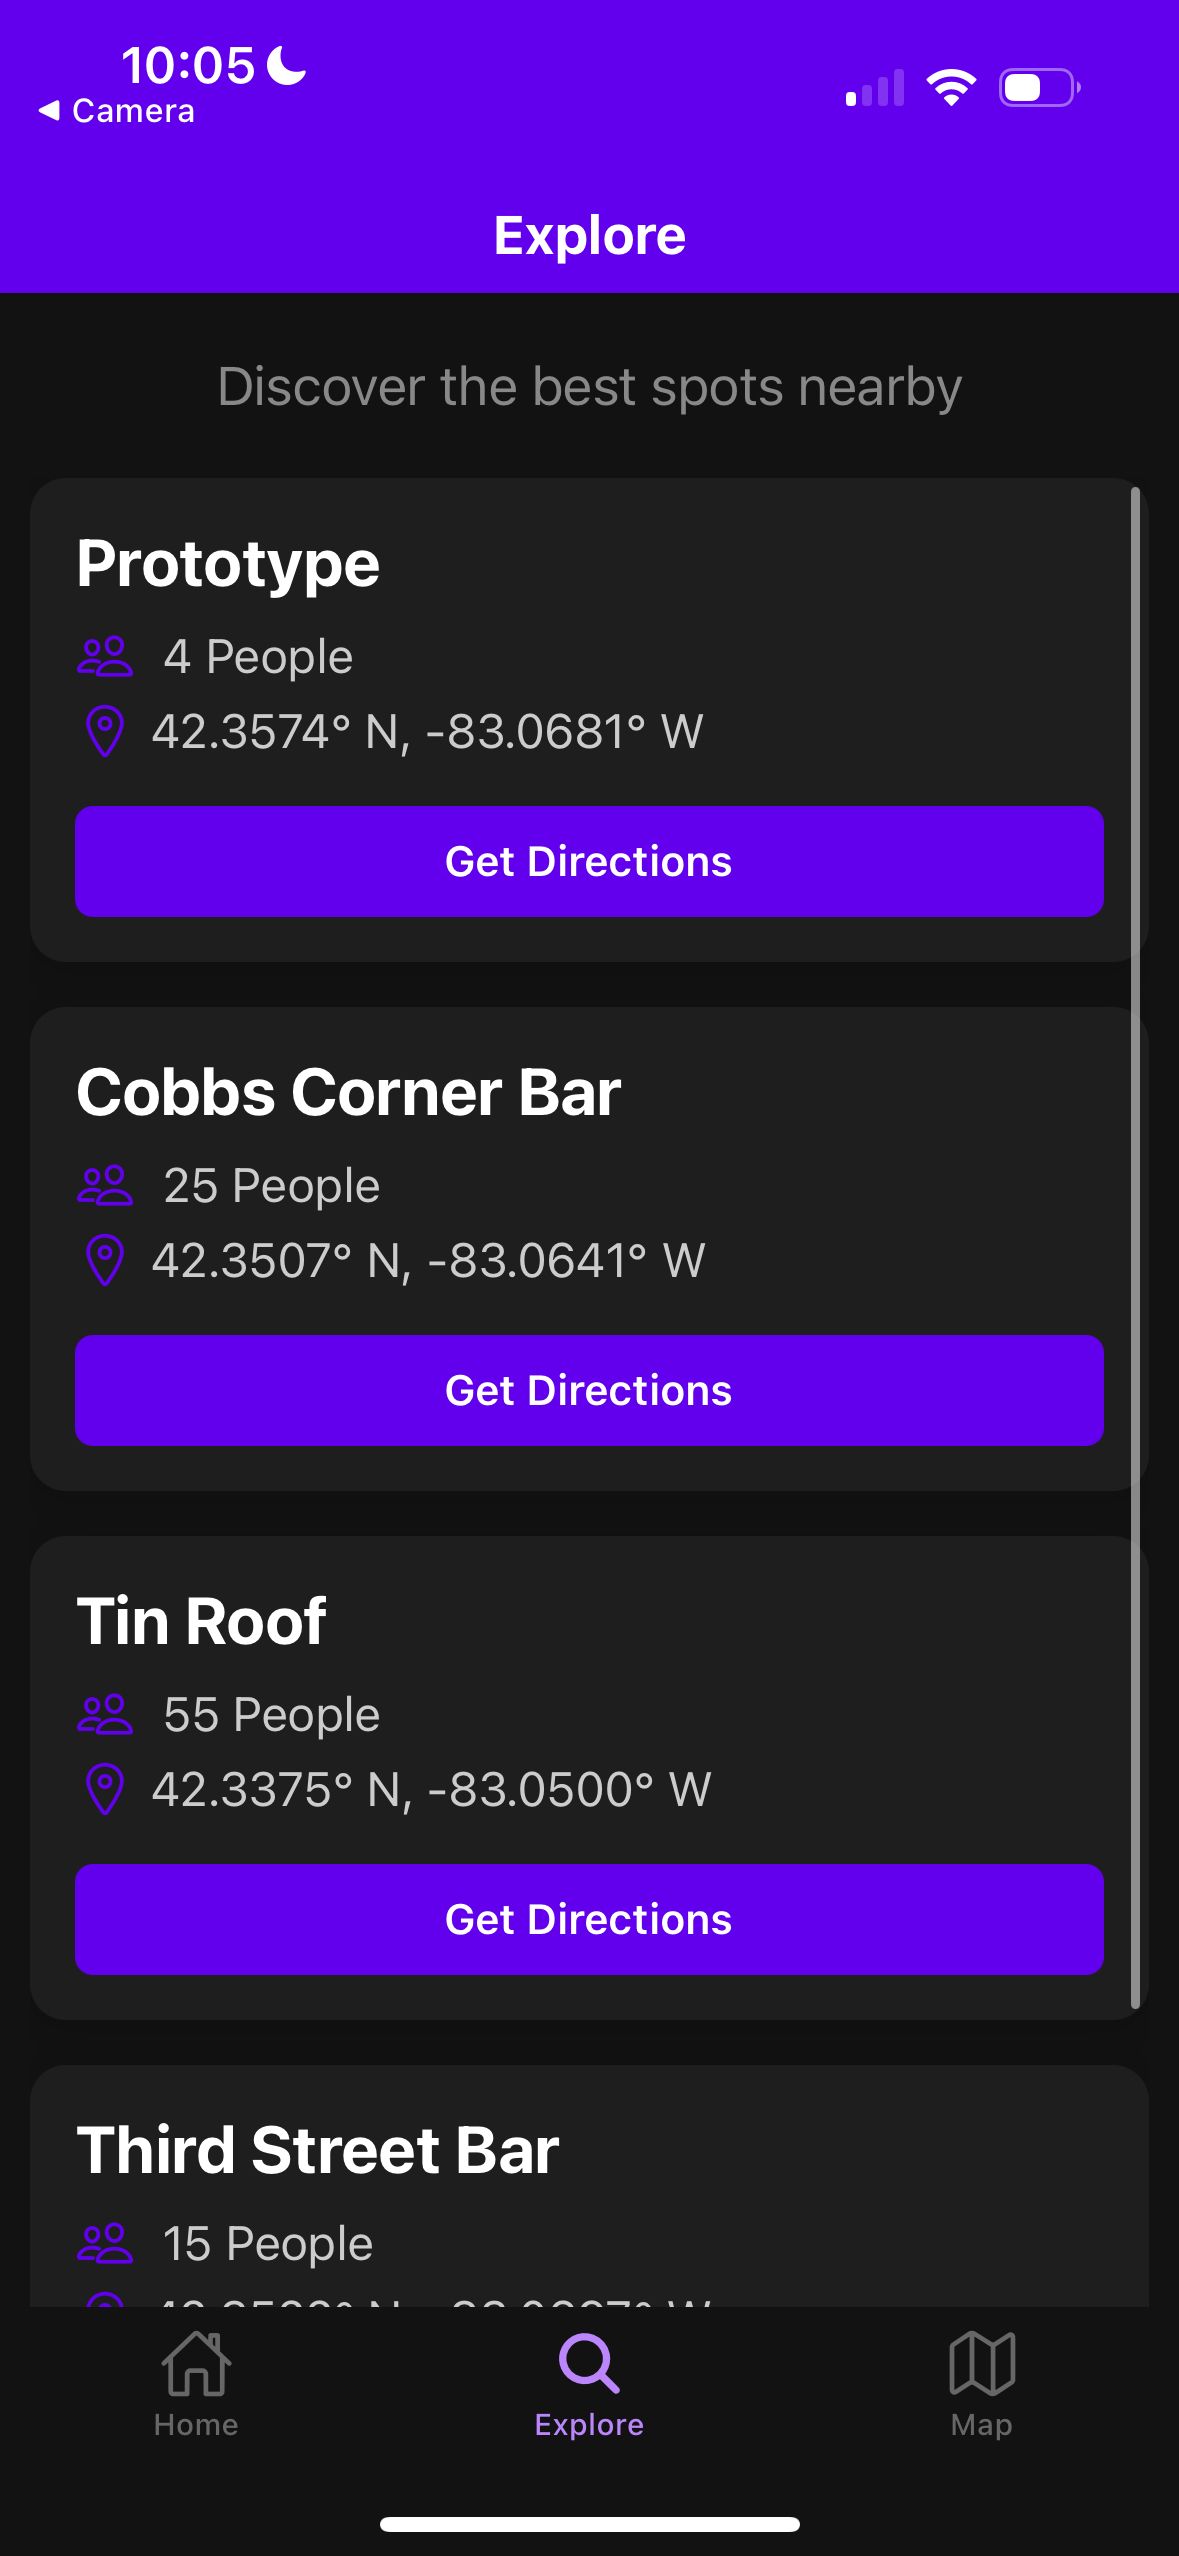 10:05
Camera
Explore
Discover the best spots nearby
Prototype
4 People
42.3574° N, -83.0681° W
Get Directions
Cobbs Corner Bar
25 People
42.3507° N, -83.0641° W
Get Directions
Tin Roof
55 People
42.3375° N, -83.0500° W
Get Directions
Third Street Bar
15 People
Home
Explore
Map